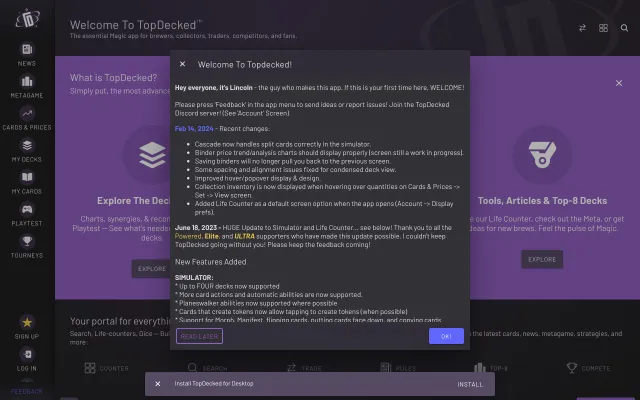 Welcome To TopDecked™
The essential Magic app for brewers, collectors, traders, competitors, and fans.
NEWS
METAGAME
CARDS & PRICES
MY DECKS
MY CARDS
PLAYTEST
TOURNEYS
SIGN UP
LOG IN
FEEDBACK
What is TopDecked?
Simply put, the most advanced
Explore The Dec
Charts, synergies, & recom
Playtest — See what's needed
decks
EXPLORE
Welcome To Topdecked!
Hey everyone, it's Lincoln - the guy who makes this app. If this is your first time here, WELCOME!
Please press 'Feedback' in the app menu to send ideas or report issues! Join the TopDecked
Discord server! (See 'Account' Screen)
Feb 14, 2024 - Recent changes:
• Cascade now handles split cards correctly in the simulator.
• Binder price trend/analysis charts should display properly (screen still a work in progress).
• Saving binders will no longer pull you back to the previous screen.
• Some spacing and alignment issues fixed for condensed deck view.
• Improved hover/popover display & design.
• Collection inventory is now displayed when hovering over quantities on Cards & Prices ->
Set -> View screen.
• Added Life Counter as a default screen option when the app opens (Account -> Display
prefs).
June 18, 2023 - HUGE Update to Simulator and Life Counter... see below! Thank you to all the
Powered, Elite, and ULTRA supporters who have made this update possible. I couldn't keep
TopDecked going without you! Please keep the feedback coming!
New Features Added
SIMULATOR:
* Up to FOUR decks now supported
* More card actions and automatic abilities are now supported.
* Planeswalker abilities now supported where possible
* Cards that create tokens now allow tapping to create tokens (when possible)
* Support for Morph, Manifest, flipping cards, putting cards face down, and copying cards
READ LATER
OK!
Tools, Articles & Top-8 Decks
our Life Counter, check out the Meta, or get
ideas for new brews. Feel the pulse of Magic.
EXPLORE
Your portal for everythin
Search, Life-counters, Dice — Bu
more:
the latest cards, news, metagame, strategies, and
COUNTER
SEARCH
TRADE
RULES
TOP-8
COMPETE
Install TopDecked for Desktop
INSTALL